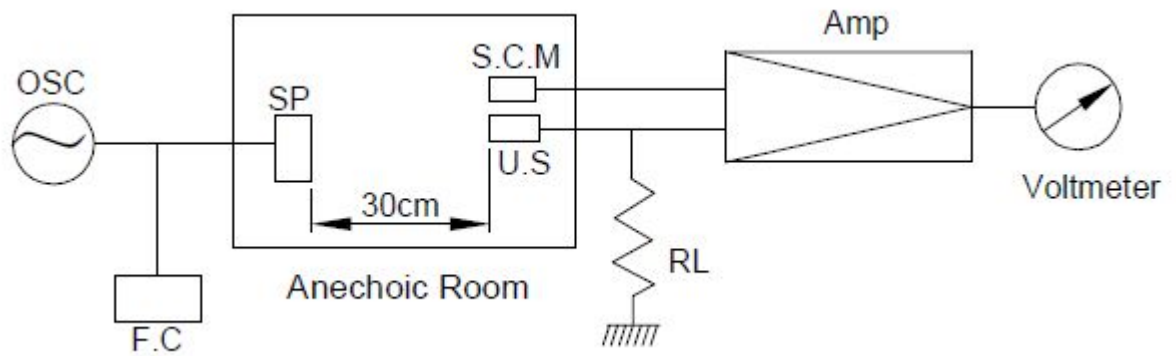 Amp
S.C.M
OSC
SP
U.S
30cm
Voltmeter
RL
Anechoic Room
F.C